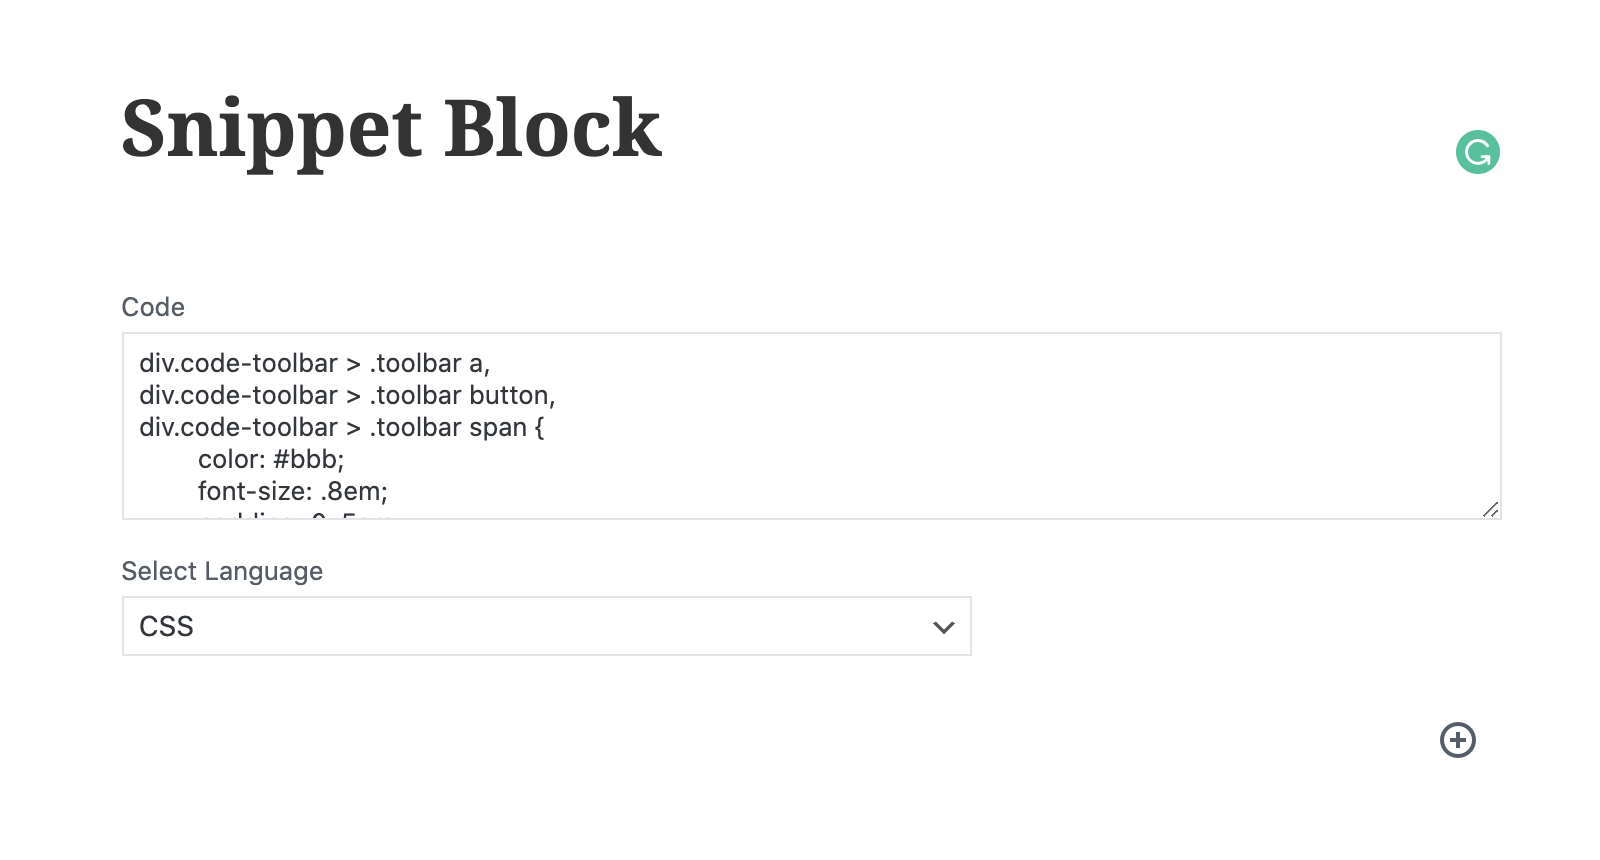 Snippet Block
Code
div.code-toolbar > .toolbar a,
div.code-toolbar > .toolbar button,
div.code-toolbar > .toolbar span {
color: #bbb;
font-size: .8em;
Select Language
CSS